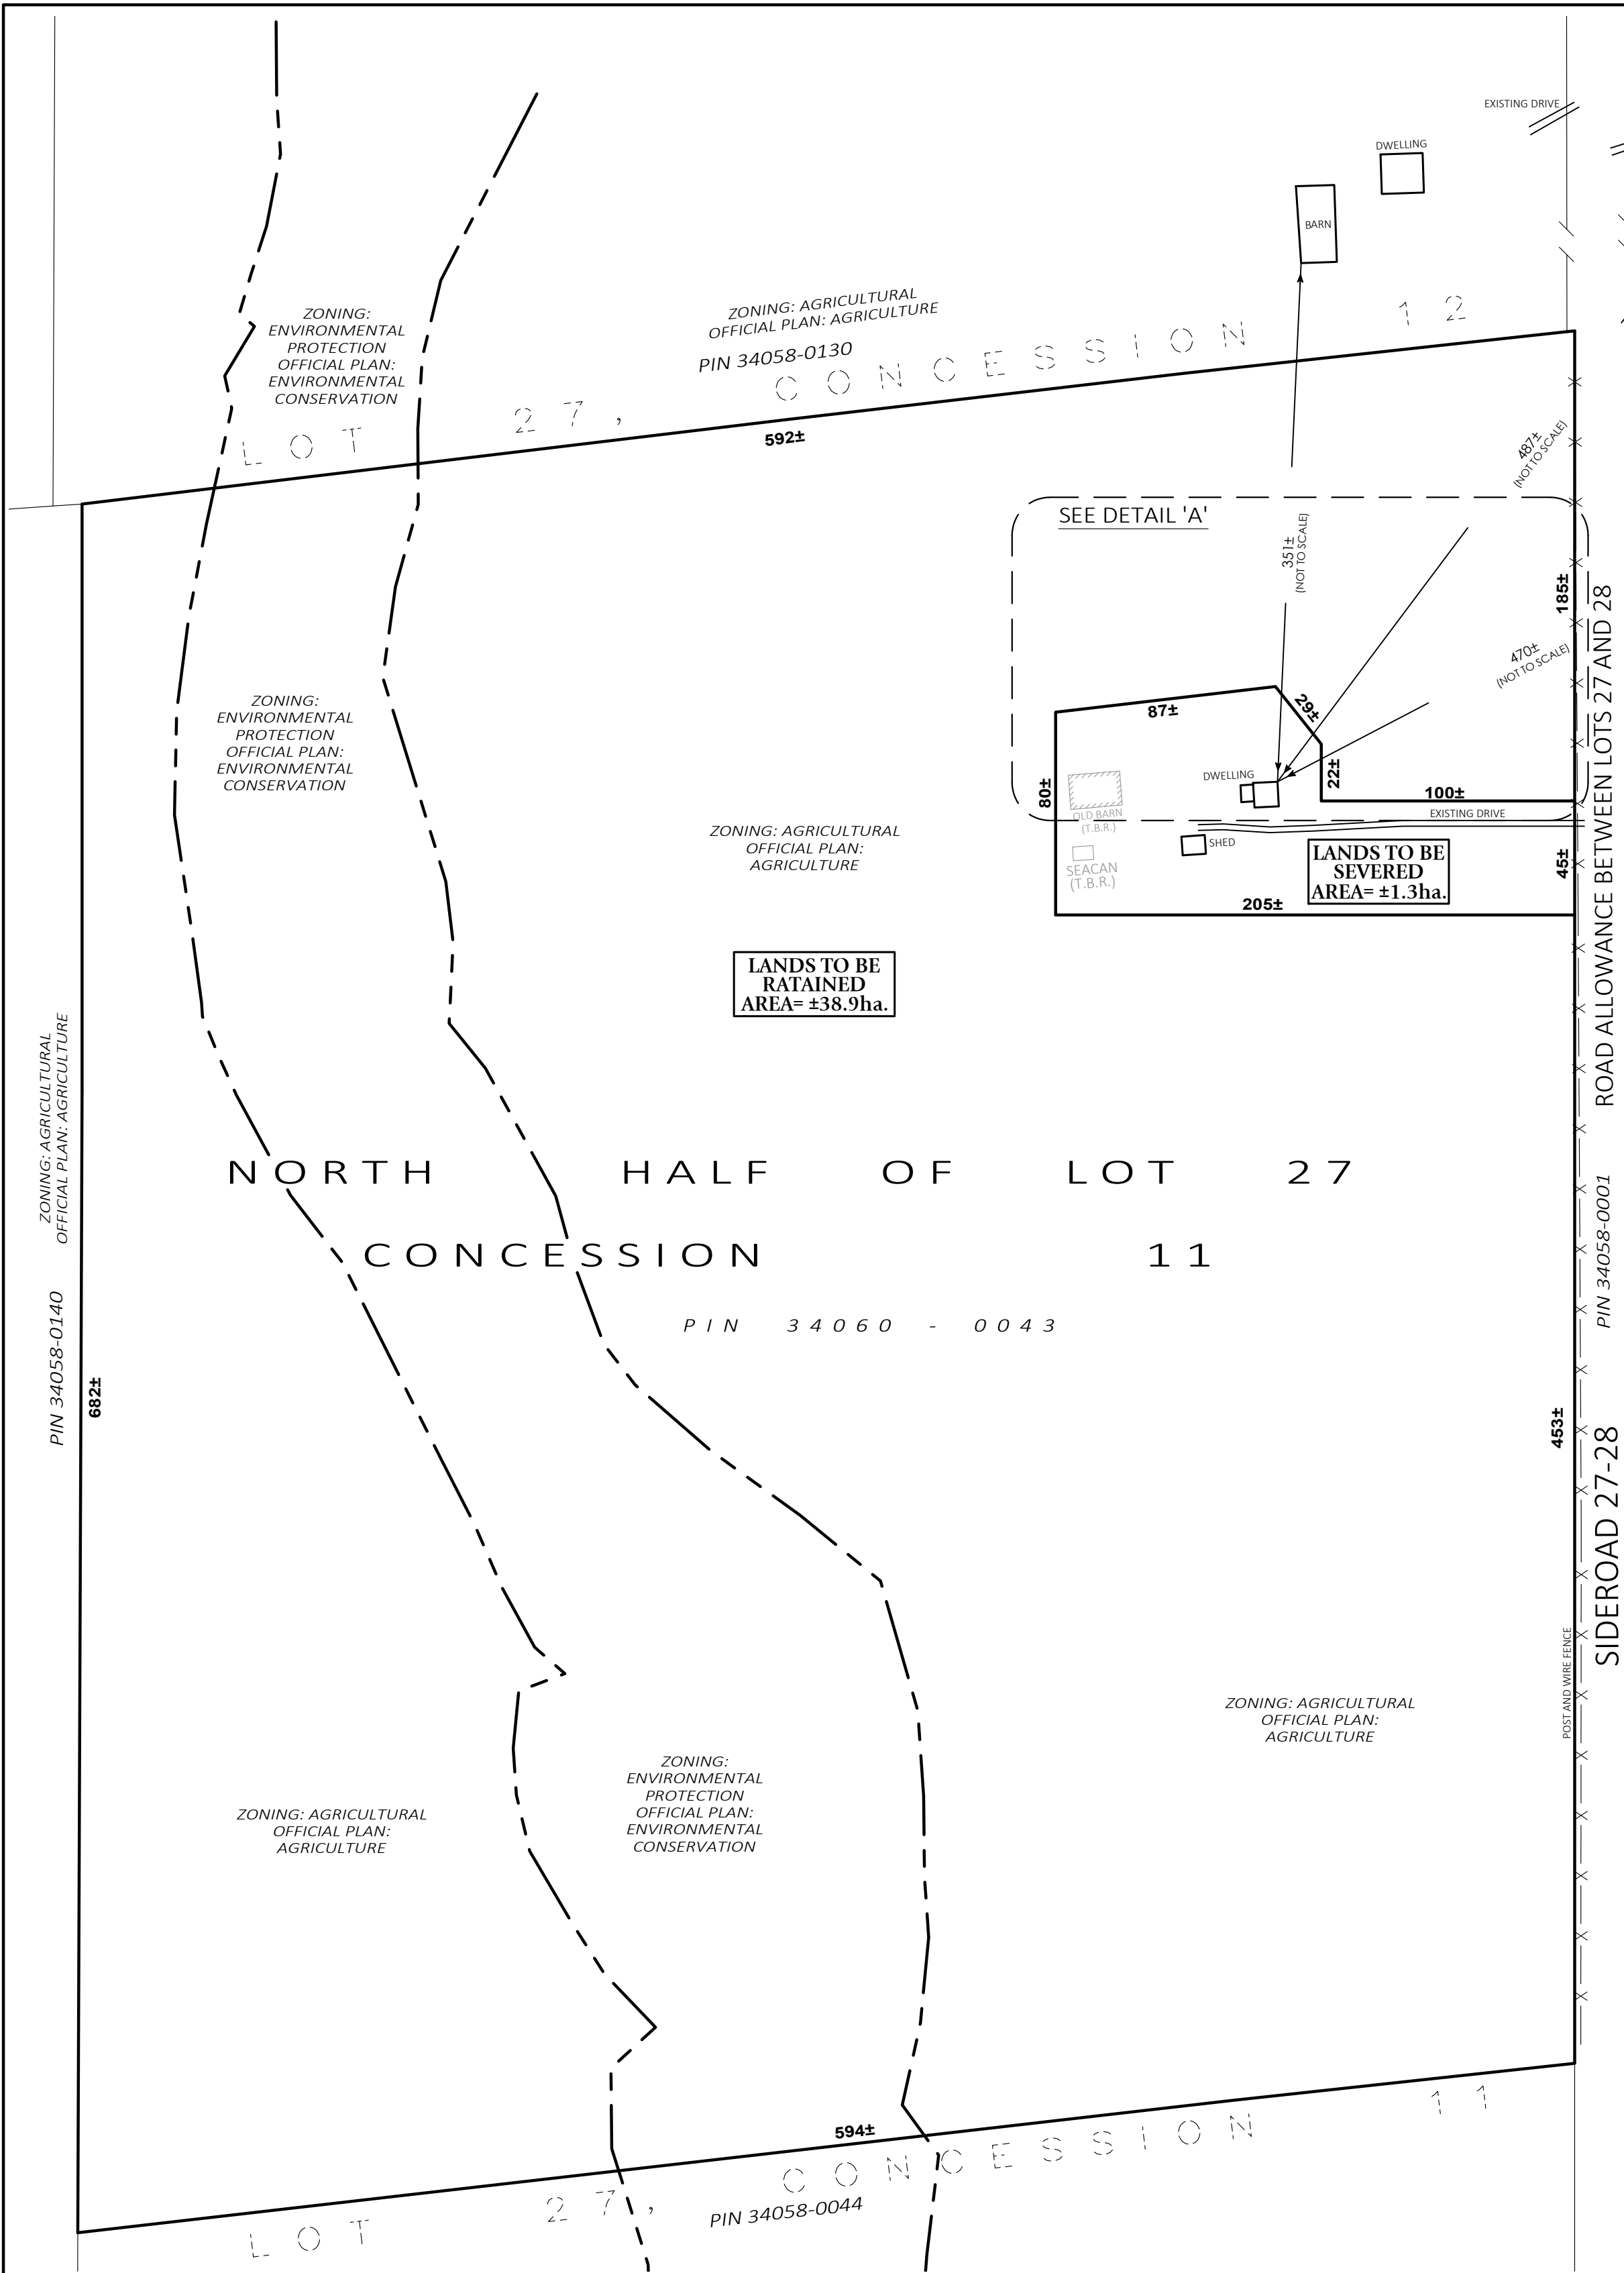 EXISTING DRIVE
DWELLING
BARN
ZONING:
ENVIRONMENTAL
PROTECTION
OFFICIAL PLAN:
ENVIRONMENTAL
CONSERVATION
ZONING: AGRICULTURAL
OFFICIAL PLAN: AGRICULTURE
PIN 34058-0130
LOT 27, CONCESSION 12
592±
487±
(NOT TO SCALE)
SEE DETAIL 'A'
351±
(NOT TO SCALE)
185±
470±
(NOT TO SCALE)
ROAD ALLOWANCE BETWEEN LOTS 27 AND 28
ZONING:
ENVIRONMENTAL
PROTECTION
OFFICIAL PLAN:
ENVIRONMENTAL
CONSERVATION
87±
29±
22±
80±
DWELLING
100±
EXISTING DRIVE
OLD BARN
(T.B.R.)
SHED
SEACAN
(T.B.R.)
LANDS TO BE
SEVERED
AREA= ±1.3ha.
45±
205±
ZONING: AGRICULTURAL
OFFICIAL PLAN:
AGRICULTURE
LANDS TO BE
RATAINED
AREA= ±38.9ha.
ZONING: AGRICULTURAL
OFFICIAL PLAN: AGRICULTURE
PIN 34058-0140
682±
NORTH HALF OF LOT 27
CONCESSION 11
PIN 34060 - 0043
PIN 34058-0001
453±
SIDEROAD 27-28
POST AND WIRE FENCE
ZONING: AGRICULTURAL
OFFICIAL PLAN:
AGRICULTURE
ZONING:
ENVIRONMENTAL
PROTECTION
OFFICIAL PLAN:
ENVIRONMENTAL
CONSERVATION
ZONING: AGRICULTURAL
OFFICIAL PLAN:
AGRICULTURE
594±
LOT 27, CONCESSION 11
PIN 34058-0044